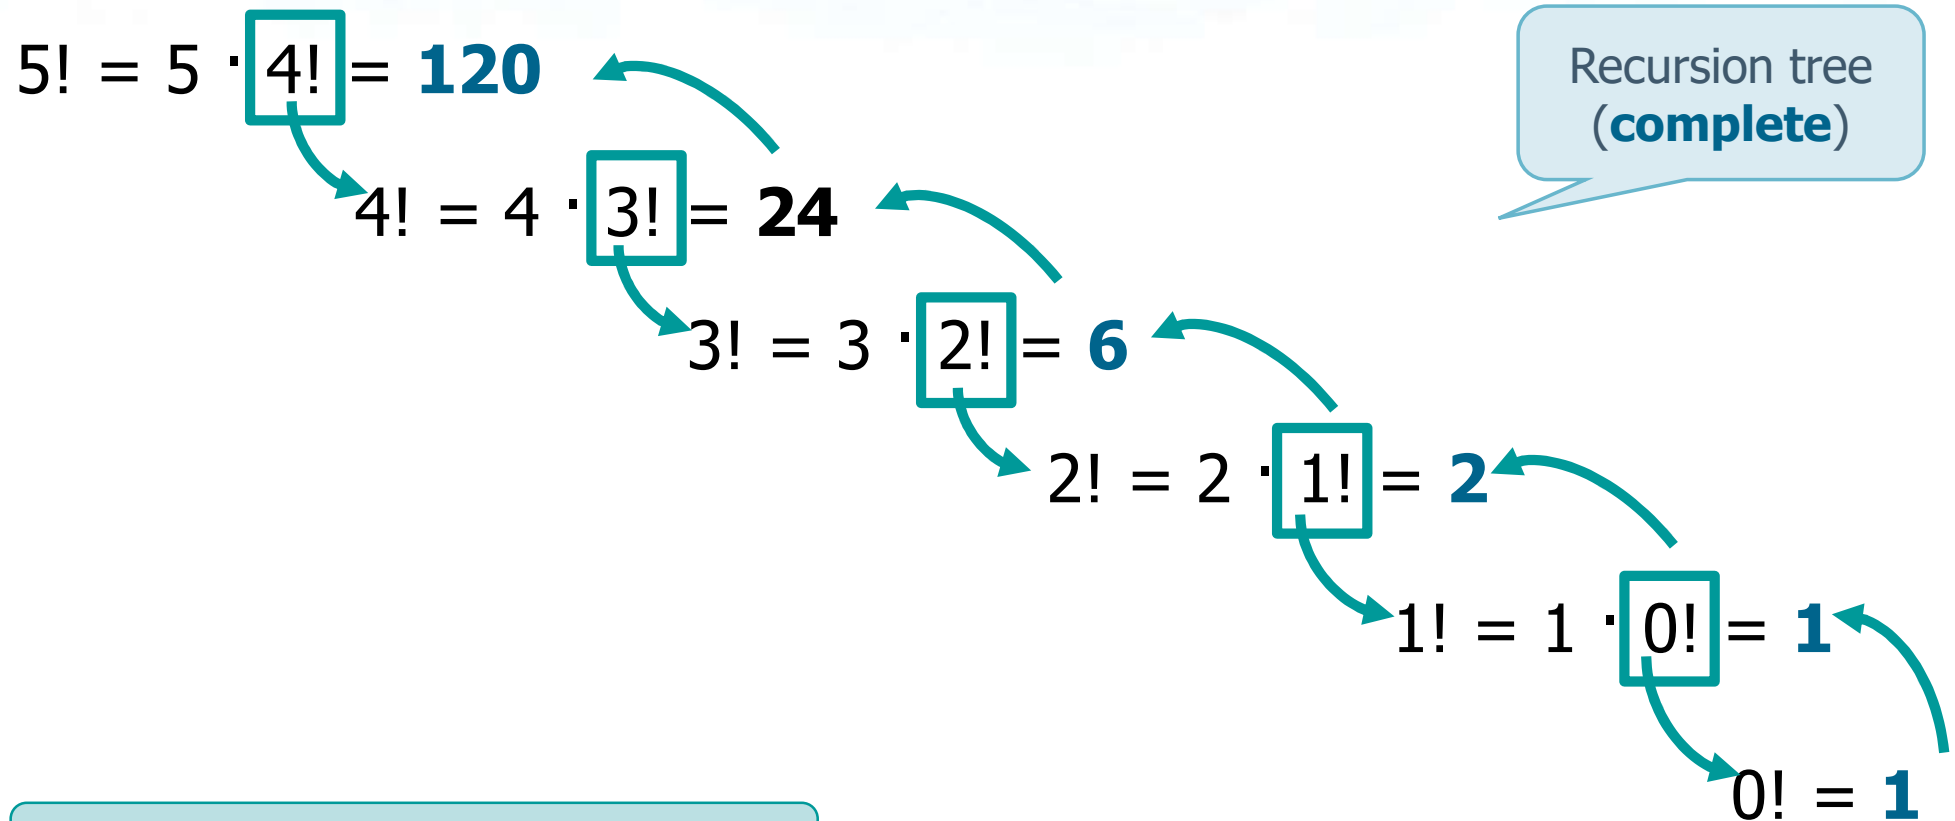 5! = 5 · 4! = 120
Recursion tree
(complete)
4! = 4 · 3! = 24
3! = 3 · 2! = 6
2! = 2 · 1! = 2
1! = 1 · 0! = 1
0! = 1